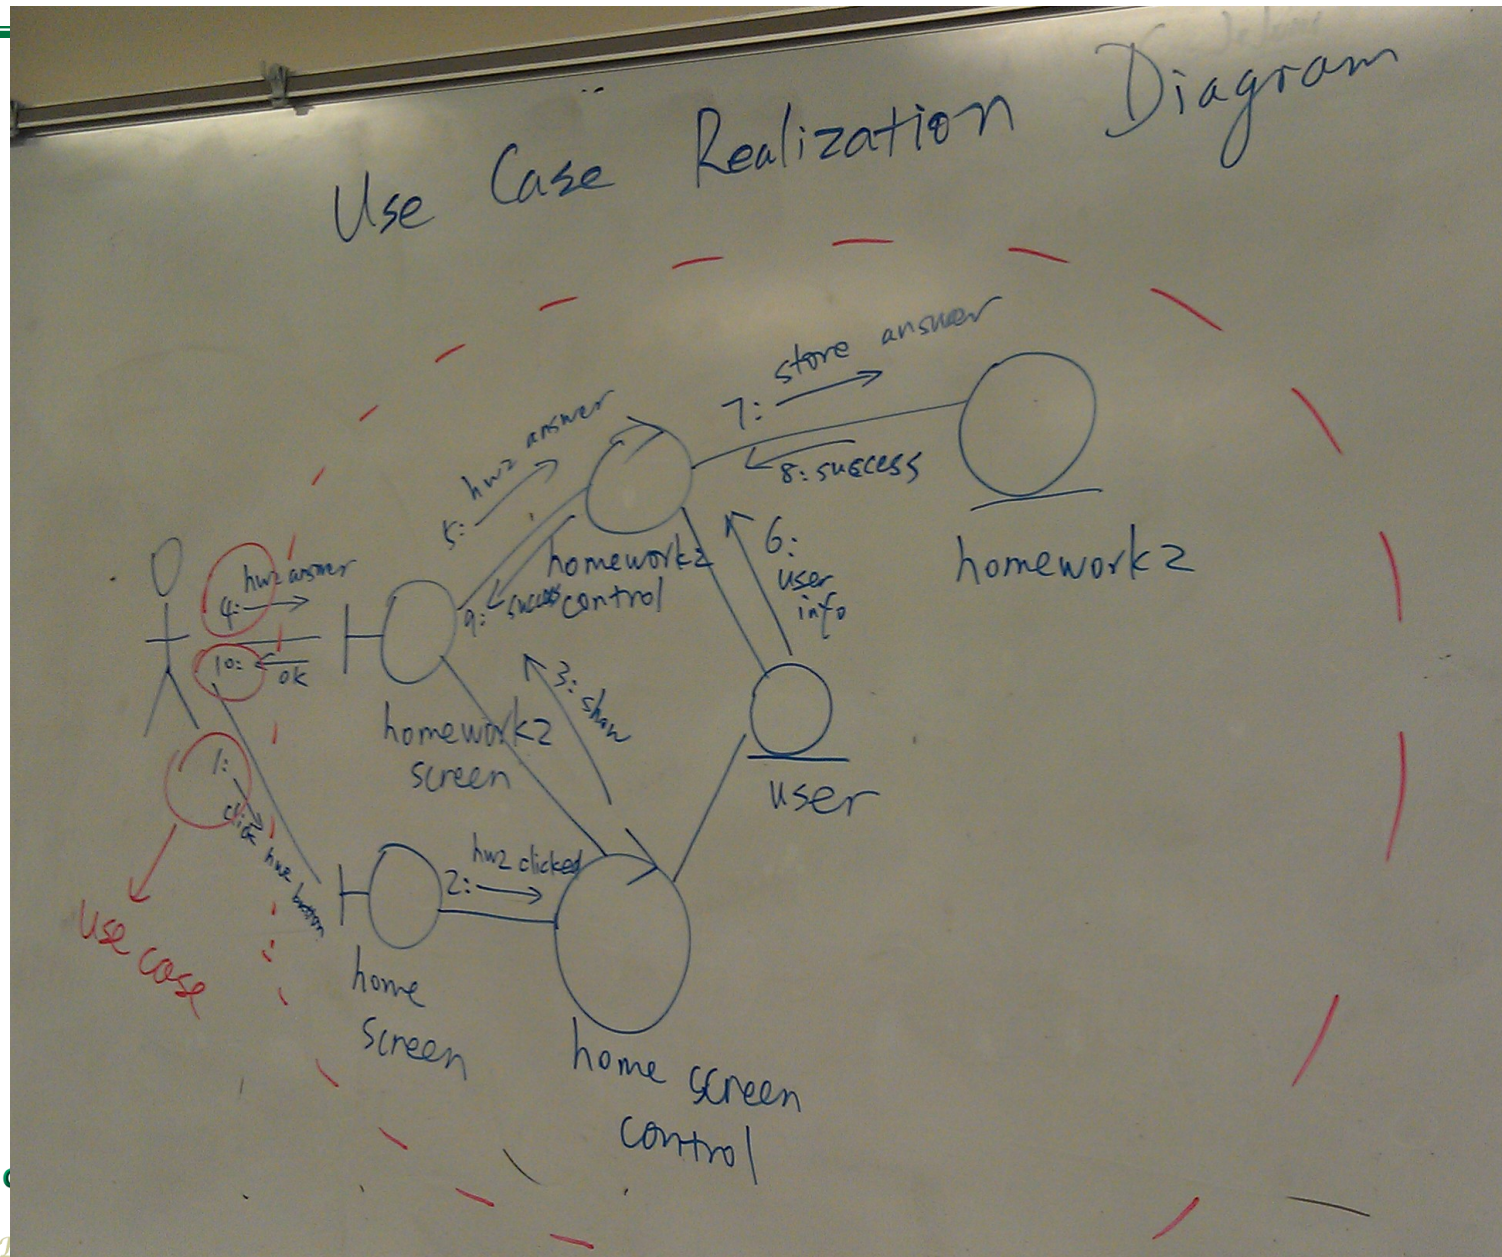 Use Case Realization Diagram
7: store answer
8: success
homework2
5: hw2 answer
homework2
control
9: success
6:
user
info
4: hw2 answer
10: ok
homework2
screen
3: show
user
1: click hw2 button
use case
2: hw2 clicked
home
screen
home screen
control